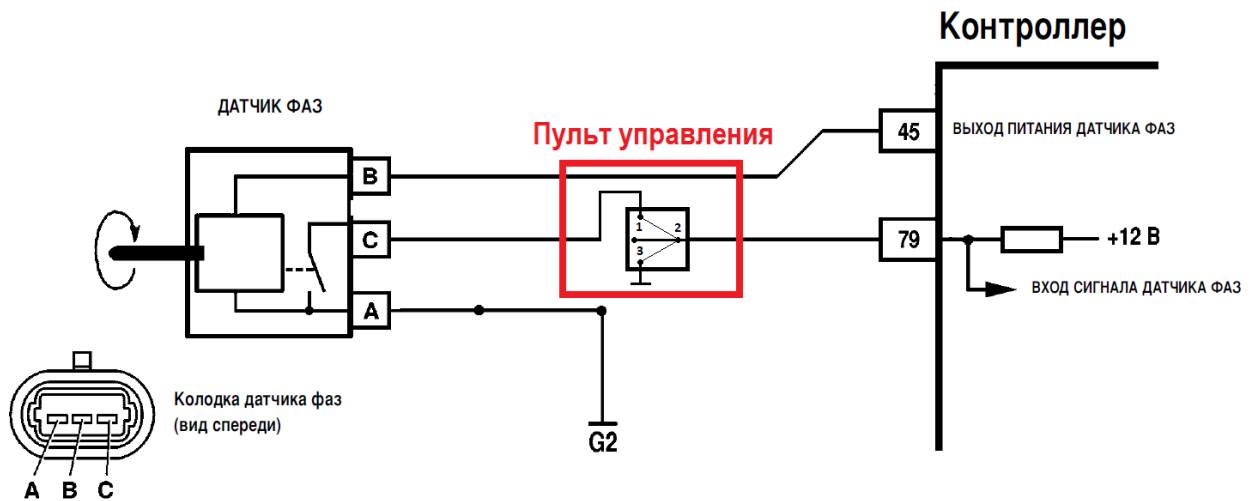 Контроллер
ДАТЧИК ФАЗ
Пульт управления
45
ВЫХОД ПИТАНИЯ ДАТЧИКА ФАЗ
B
1
2
3
C
79
+12 В
ВХОД СИГНАЛА ДАТЧИКА ФАЗ
A
G2
Колодка датчика фаз
(вид спереди)
A B C